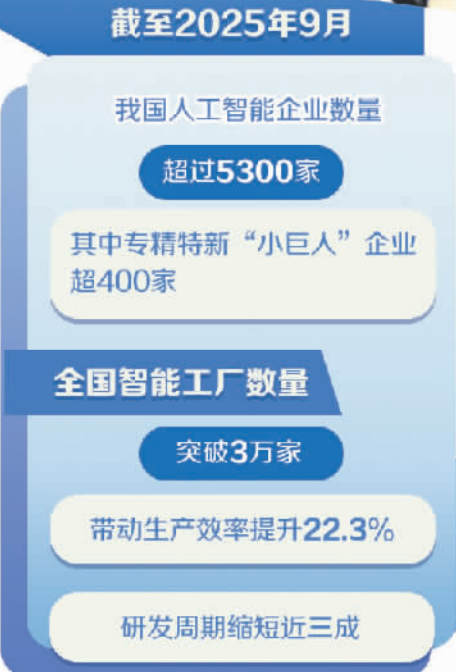 截至2025年9月
我国人工智能企业数量
超过5300家
其中专精特新“小巨人”企业
超400家
全国智能工厂数量
突破3万家
带动生产效率提升22.3%
研发周期缩短近三成